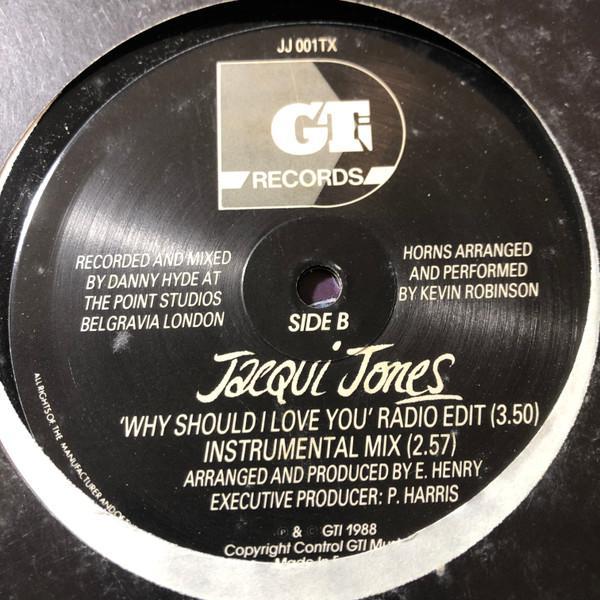 JJ 001TX
GTi
RECORDS
RECORDED AND MIXED
BY DANNY HYDE AT
THE POINT STUDIOS
BELGRAVIA LONDON
HORNS ARRANGED
AND PERFORMED
BY KEVIN ROBINSON
SIDE B
Jacqui Jones
'WHY SHOULD I LOVE YOU' RADIO EDIT (3.50)
INSTRUMENTAL MIX (2.57)
ARRANGED AND PRODUCED BY E. HENRY
EXECUTIVE PRODUCER: P. HARRIS
℗ & © GTI 1988
Copyright Control GTI
Made in
ALL RIGHTS OF THE MANUFACTURER AND OF